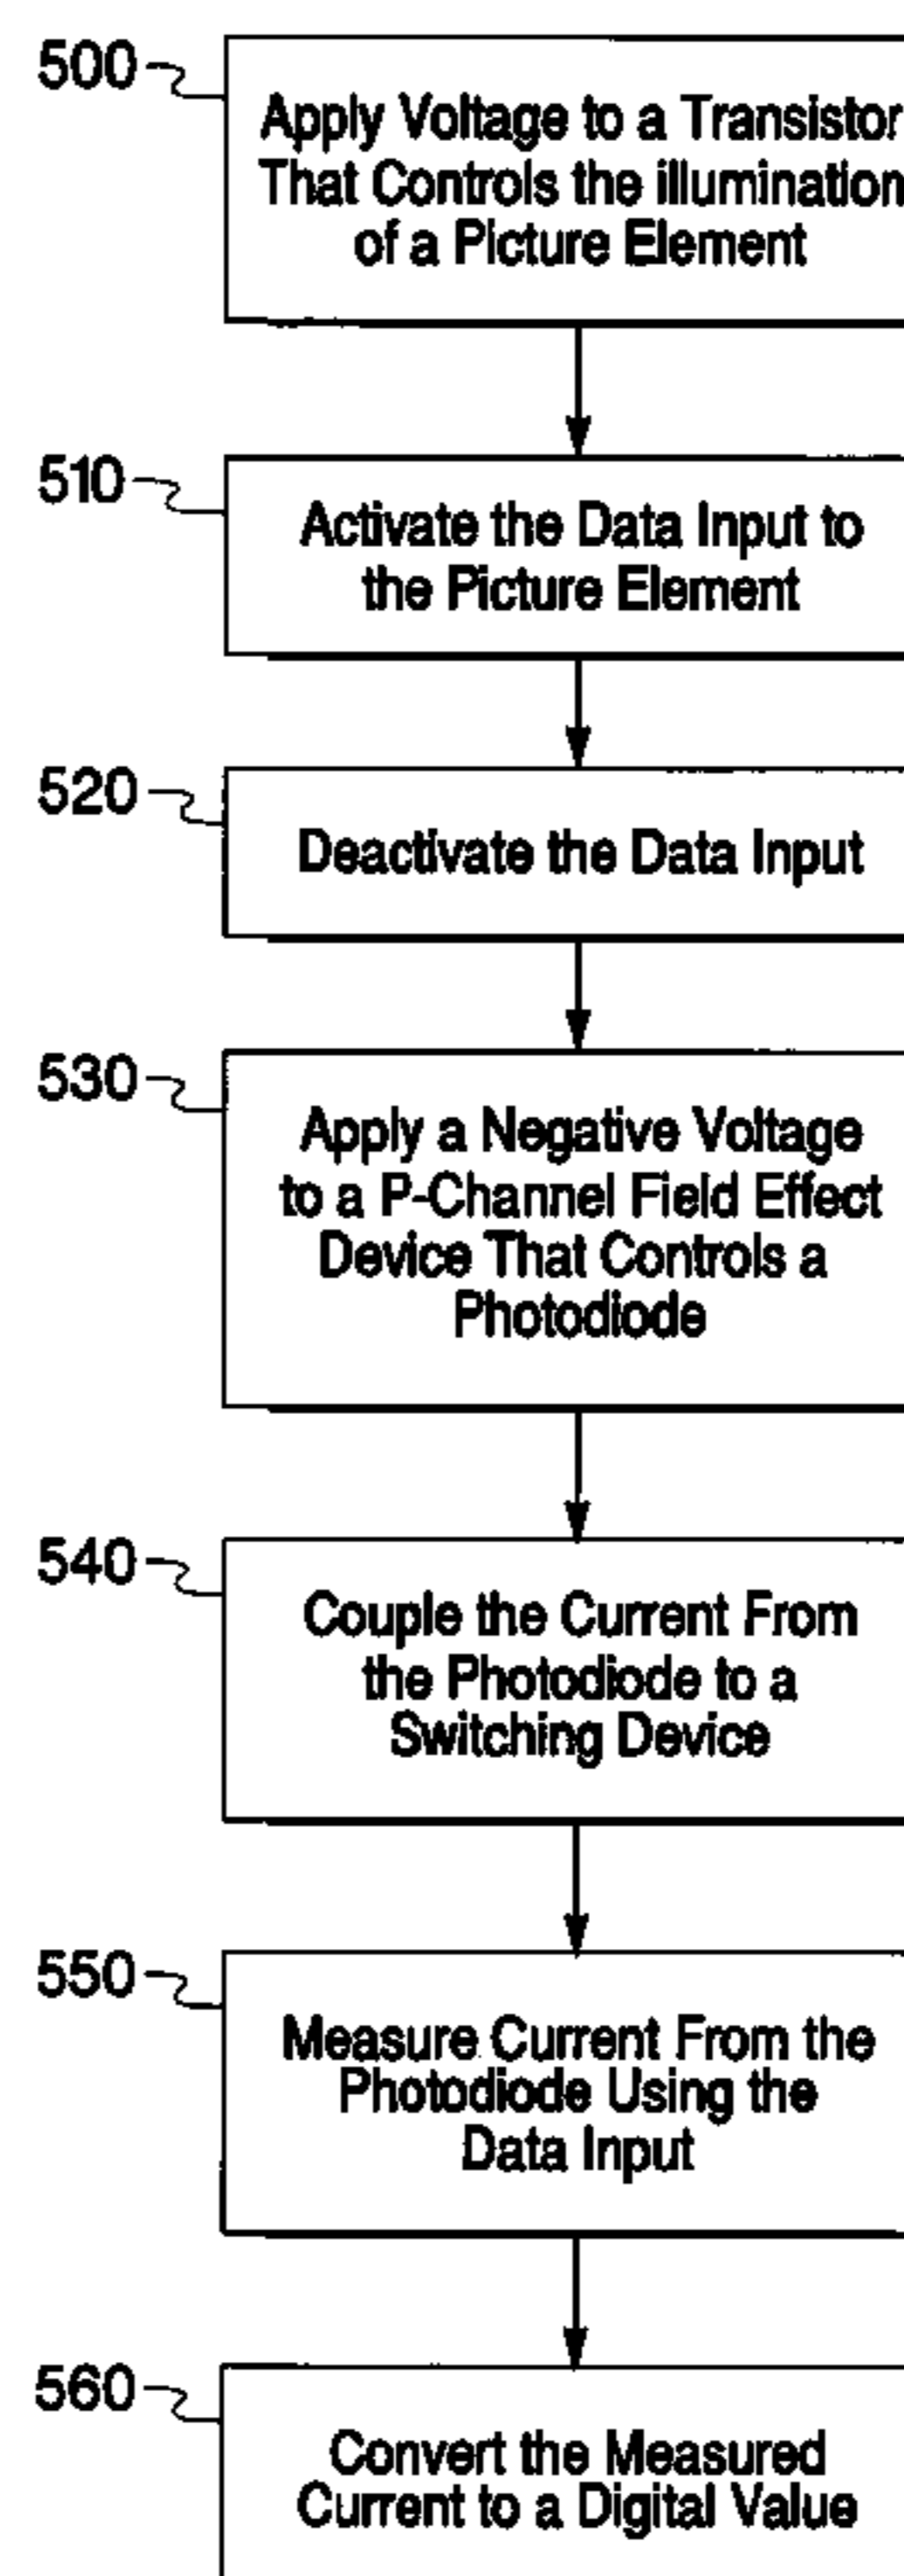 500
Apply Voltage to a Transistor
That Controls the illumination
of a Picture Element
510
Activate the Data Input to
the Picture Element
520
Deactivate the Data Input
530
Apply a Negative Voltage
to a P-Channel Field Effect
Device That Controls a
Photodiode
540
Couple the Current From
the Photodiode to a
Switching Device
550
Measure Current From the
Photodiode Using the
Data Input
560
Convert the Measured
Current to a Digital Value